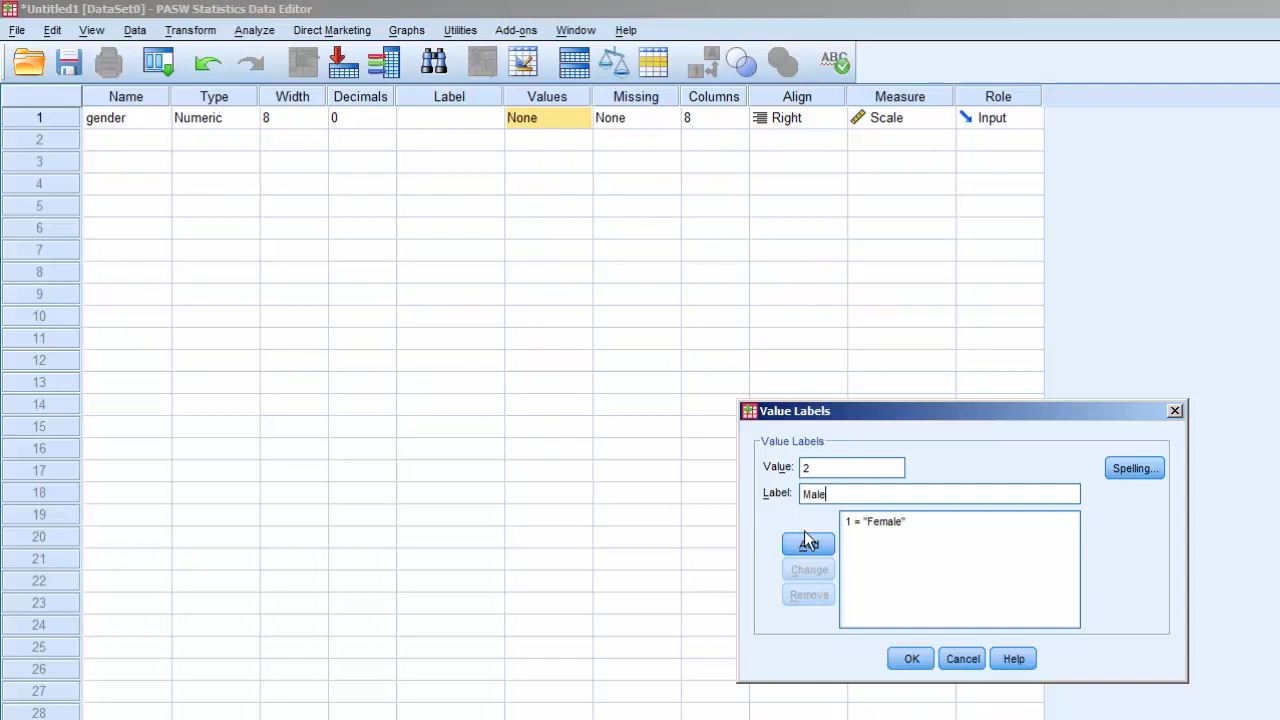 *Untitled1 [DataSet0] - PASW Statistics Data Editor
File Edit View Data Transform Analyze Direct Marketing Graphs Utilities Add-ons Window Help
ABC
Name Type Width Decimals Label Values Missing Columns Align Measure Role
1 gender Numeric 8 0 None None 8 Right Scale Input
2
3
4
5
6
7
8
9
10
11
12
13
14
15
16
17
18
19
20
21
22
23
24
25
26
27
28
Value Labels
Value Labels
Value: 2 Spelling...
Label: Male
1 = "Female"
Add
Change
Remove
OK Cancel Help